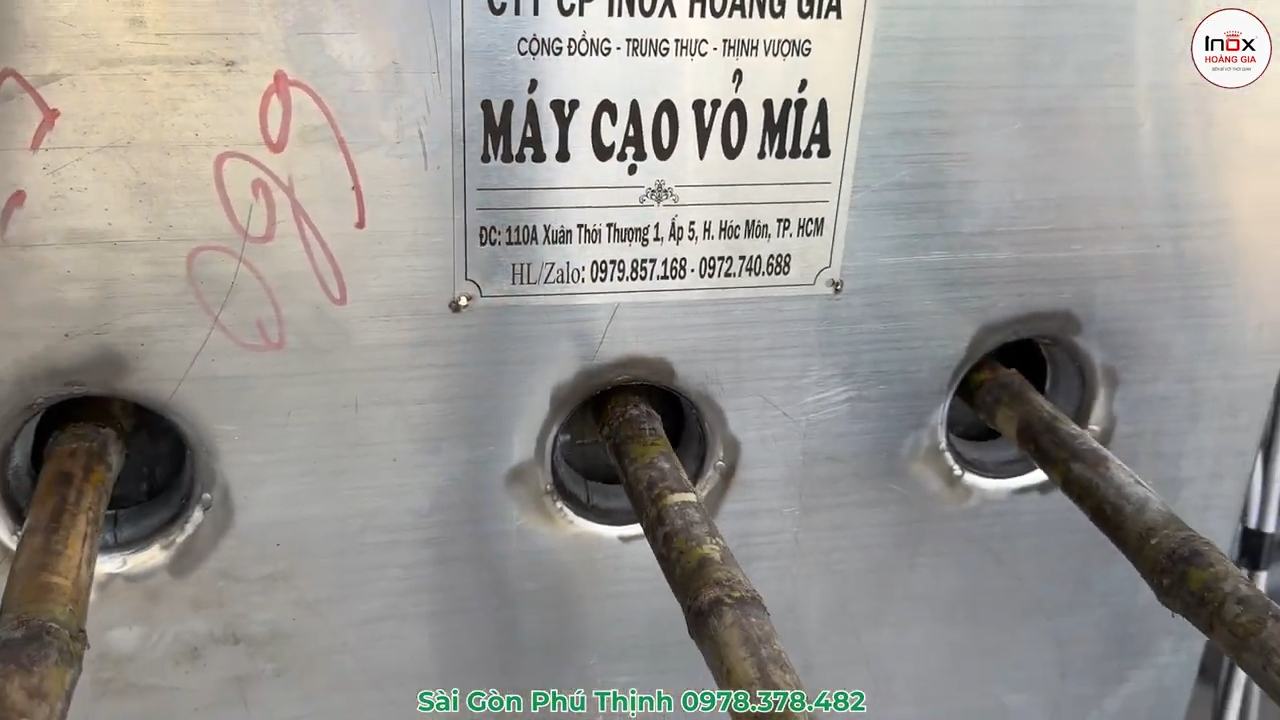 CTY CP INOX HOÀNG GIA
CỘNG ĐỒNG - TRUNG THỰC - THỊNH VƯỢNG
MÁY CẠO VỎ MÍA
ĐC: 110A Xuân Thới Thượng 1, Ấp 5, H. Hóc Môn, TP. HCM
HL/Zalo: 0979.857.168 - 0972.740.688
Inox
HOÀNG GIA
Sài Gòn Phú Thịnh 0978.378.482